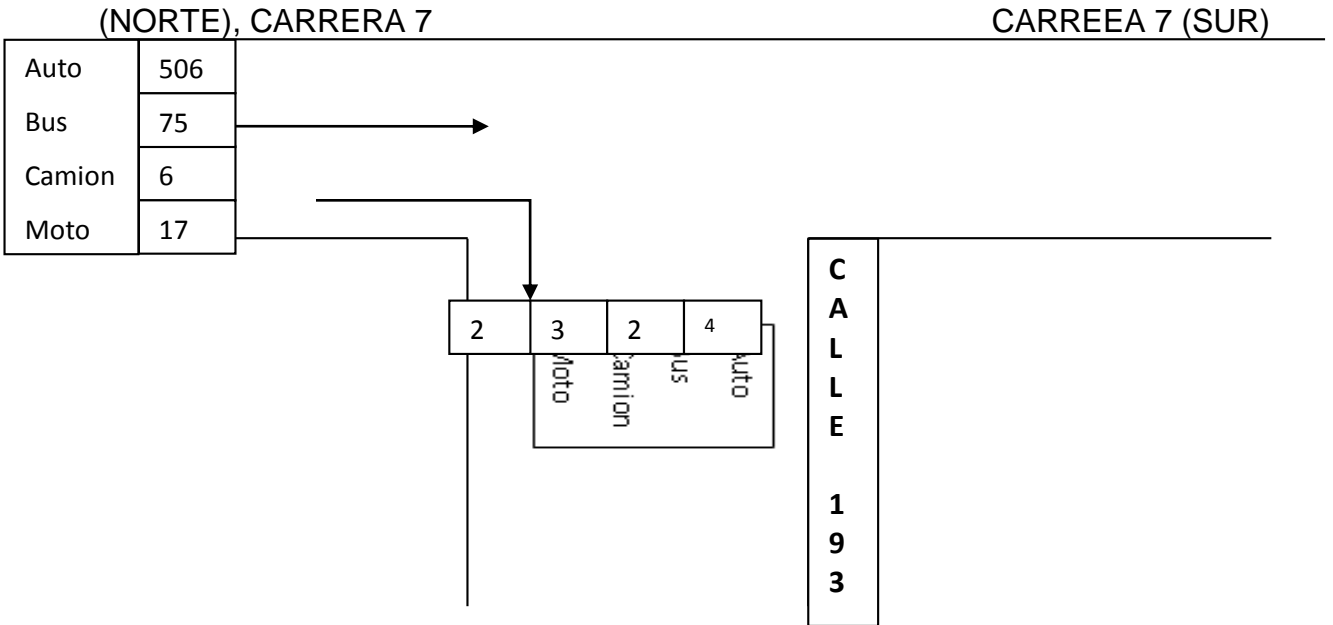 (NORTE), CARRERA 7 CARREEA 7 (SUR)
Auto 506
Bus 75
Camion 6
Moto 17
2 3 2 4
Moto
Camion
Bus
Auto
C
A
L
L
E
1
9
3